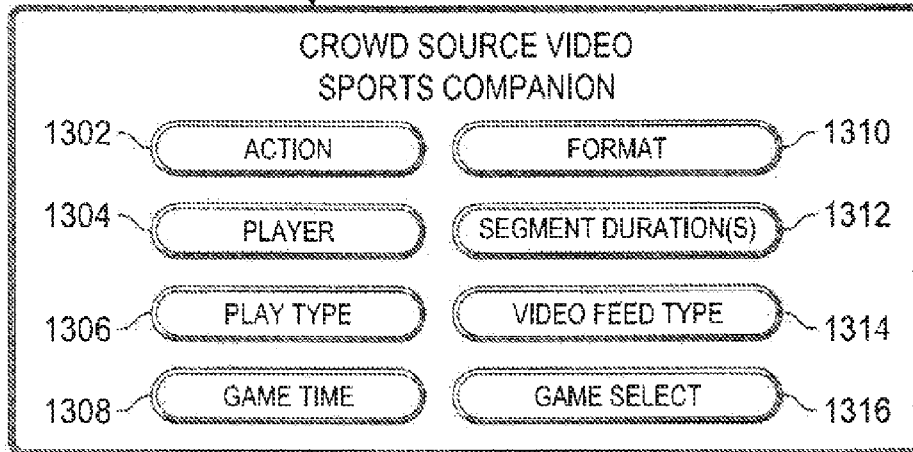 CROWD SOURCE VIDEO
SPORTS COMPANION
1302 ACTION FORMAT 1310
1304 PLAYER SEGMENT DURATION(S) 1312
1306 PLAY TYPE VIDEO FEED TYPE 1314
1308 GAME TIME GAME SELECT 1316